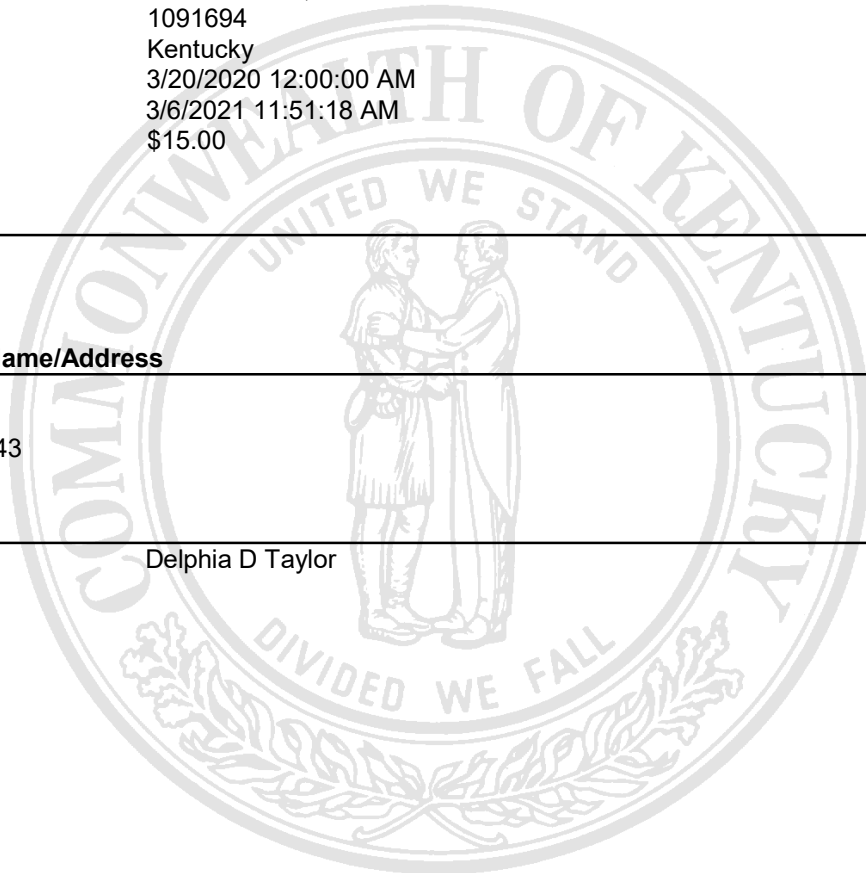 1091694
Kentucky
3/20/2020 12:00:00 AM
3/6/2021 11:51:18 AM
$15.00
COMMONWEALTH OF KENTUCKY
UNITED WE STAND
ame/Address
43
Delphia D Taylor
DIVIDED WE FALL